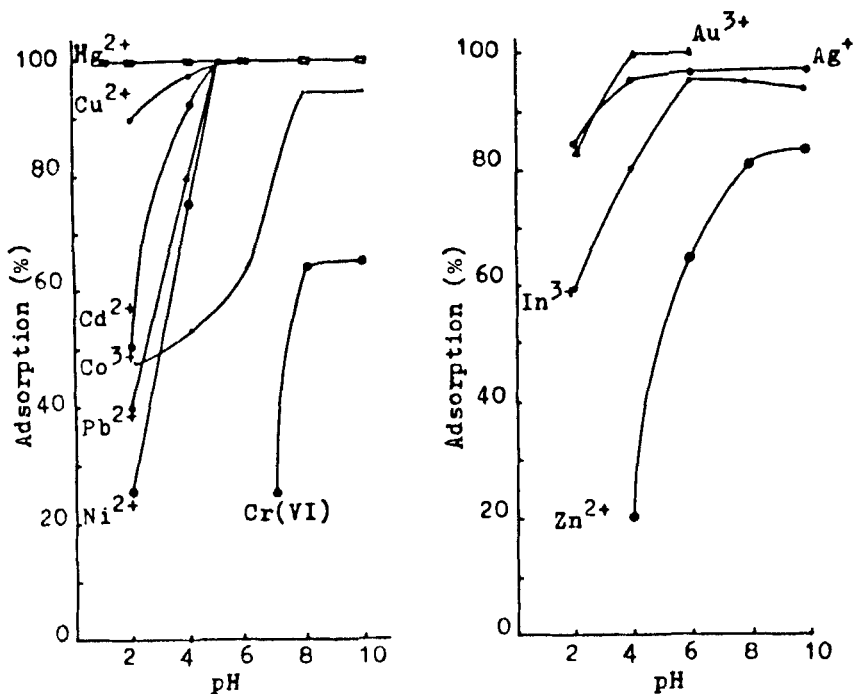 Hg2+
100
Cu2+
80
60
Cd2+
Co3+
40
Pb2+
Ni2+
20
Cr(VI)
0
2 4 6 8 10
pH
Adsorption (%)
Au3+
100
Ag+
80
60
In3+
40
20
Zn2+
0
2 4 6 8 10
pH
Adsorption (%)